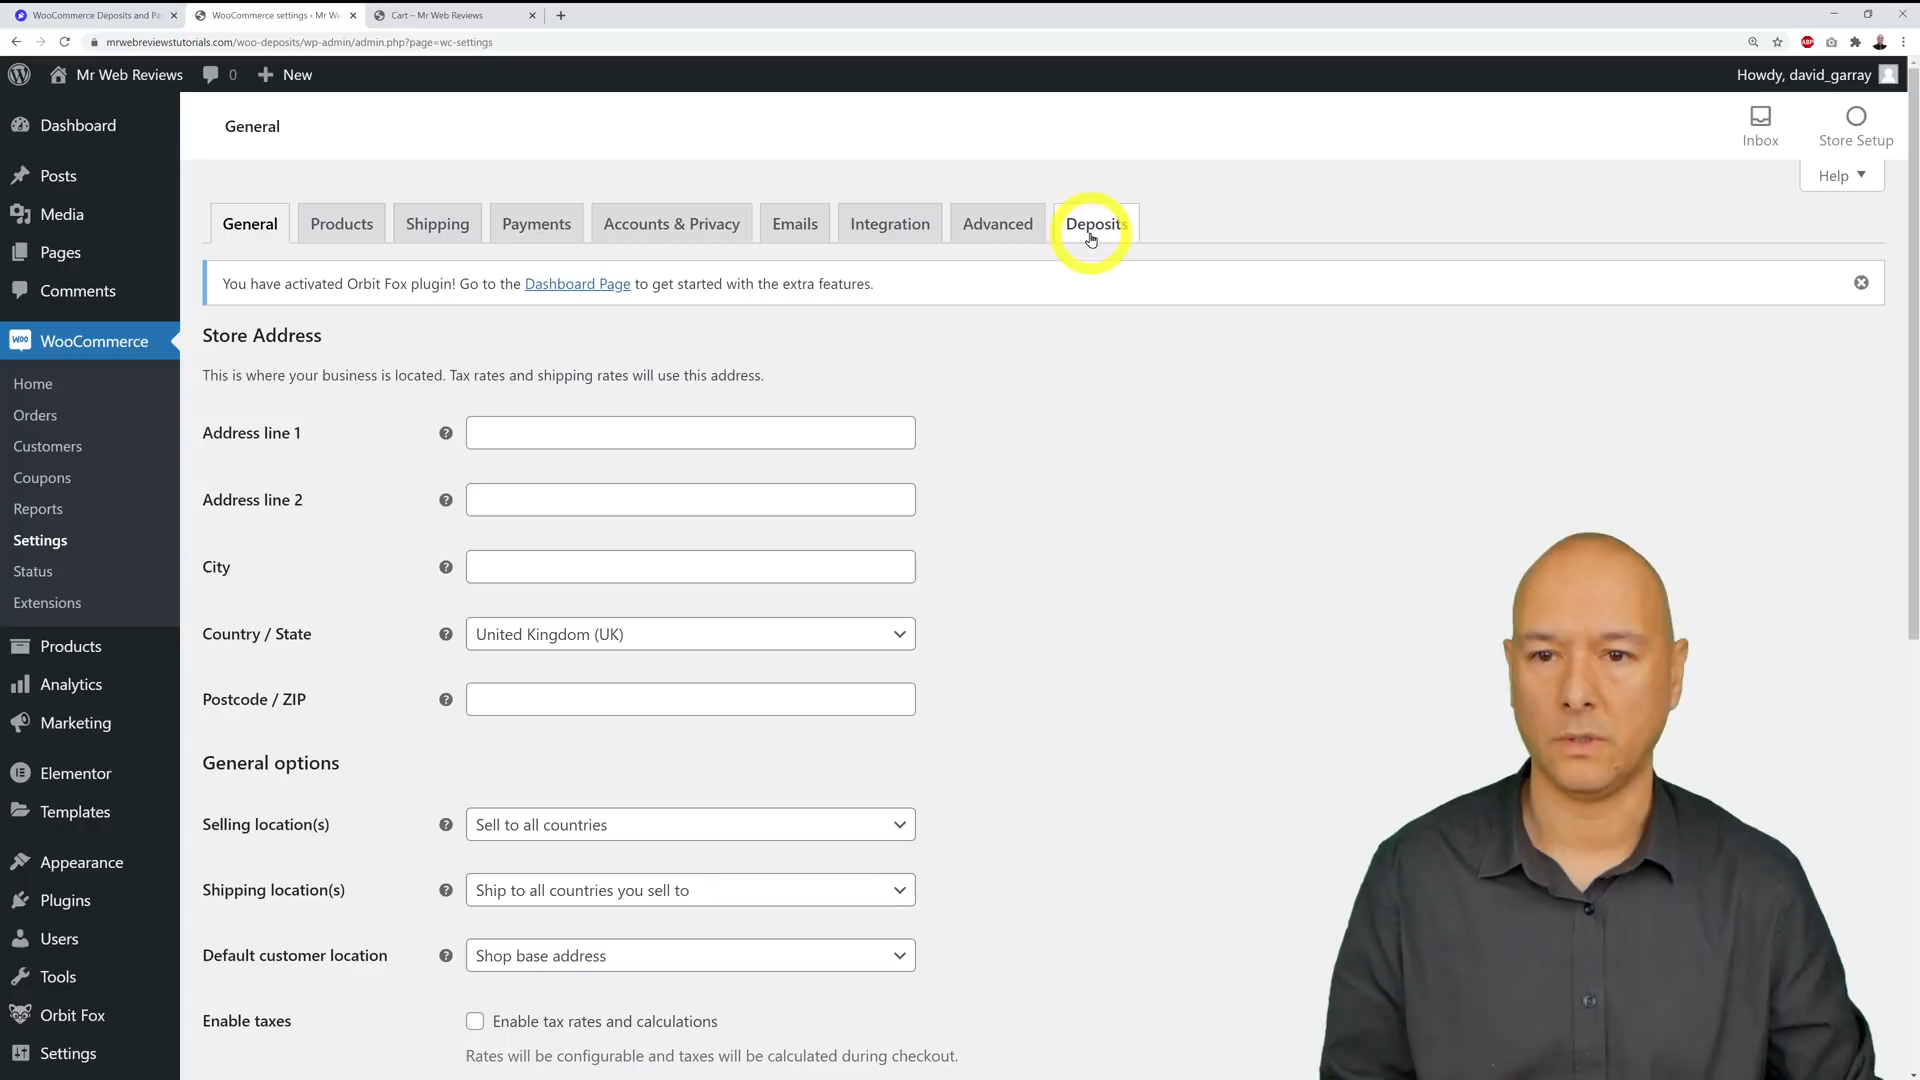 WooCommerce Deposits and Pa
WooCommerce settings ‹ Mr We
Cart – Mr Web Reviews
mrwebreviewstutorials.com/woo-deposits/wp-admin/admin.php?page=wc-settings
ABP
Mr Web Reviews
0
New
Howdy, david_garray
Dashboard
Posts
Media
Pages
Comments
WOO WooCommerce
Home
Orders
Customers
Coupons
Reports
Settings
Status
Extensions
Products
Analytics
Marketing
Elementor
Templates
Appearance
Plugins
Users
Tools
Orbit Fox
Settings
General
Inbox
Store Setup
Help
General
Products
Shipping
Payments
Accounts & Privacy
Emails
Integration
Advanced
Deposits
You have activated Orbit Fox plugin! Go to the Dashboard Page to get started with the extra features.
Store Address
This is where your business is located. Tax rates and shipping rates will use this address.
Address line 1
Address line 2
City
Country / State
United Kingdom (UK)
Postcode / ZIP
General options
Selling location(s)
Sell to all countries
Shipping location(s)
Ship to all countries you sell to
Default customer location
Shop base address
Enable taxes
Enable tax rates and calculations
Rates will be configurable and taxes will be calculated during checkout.